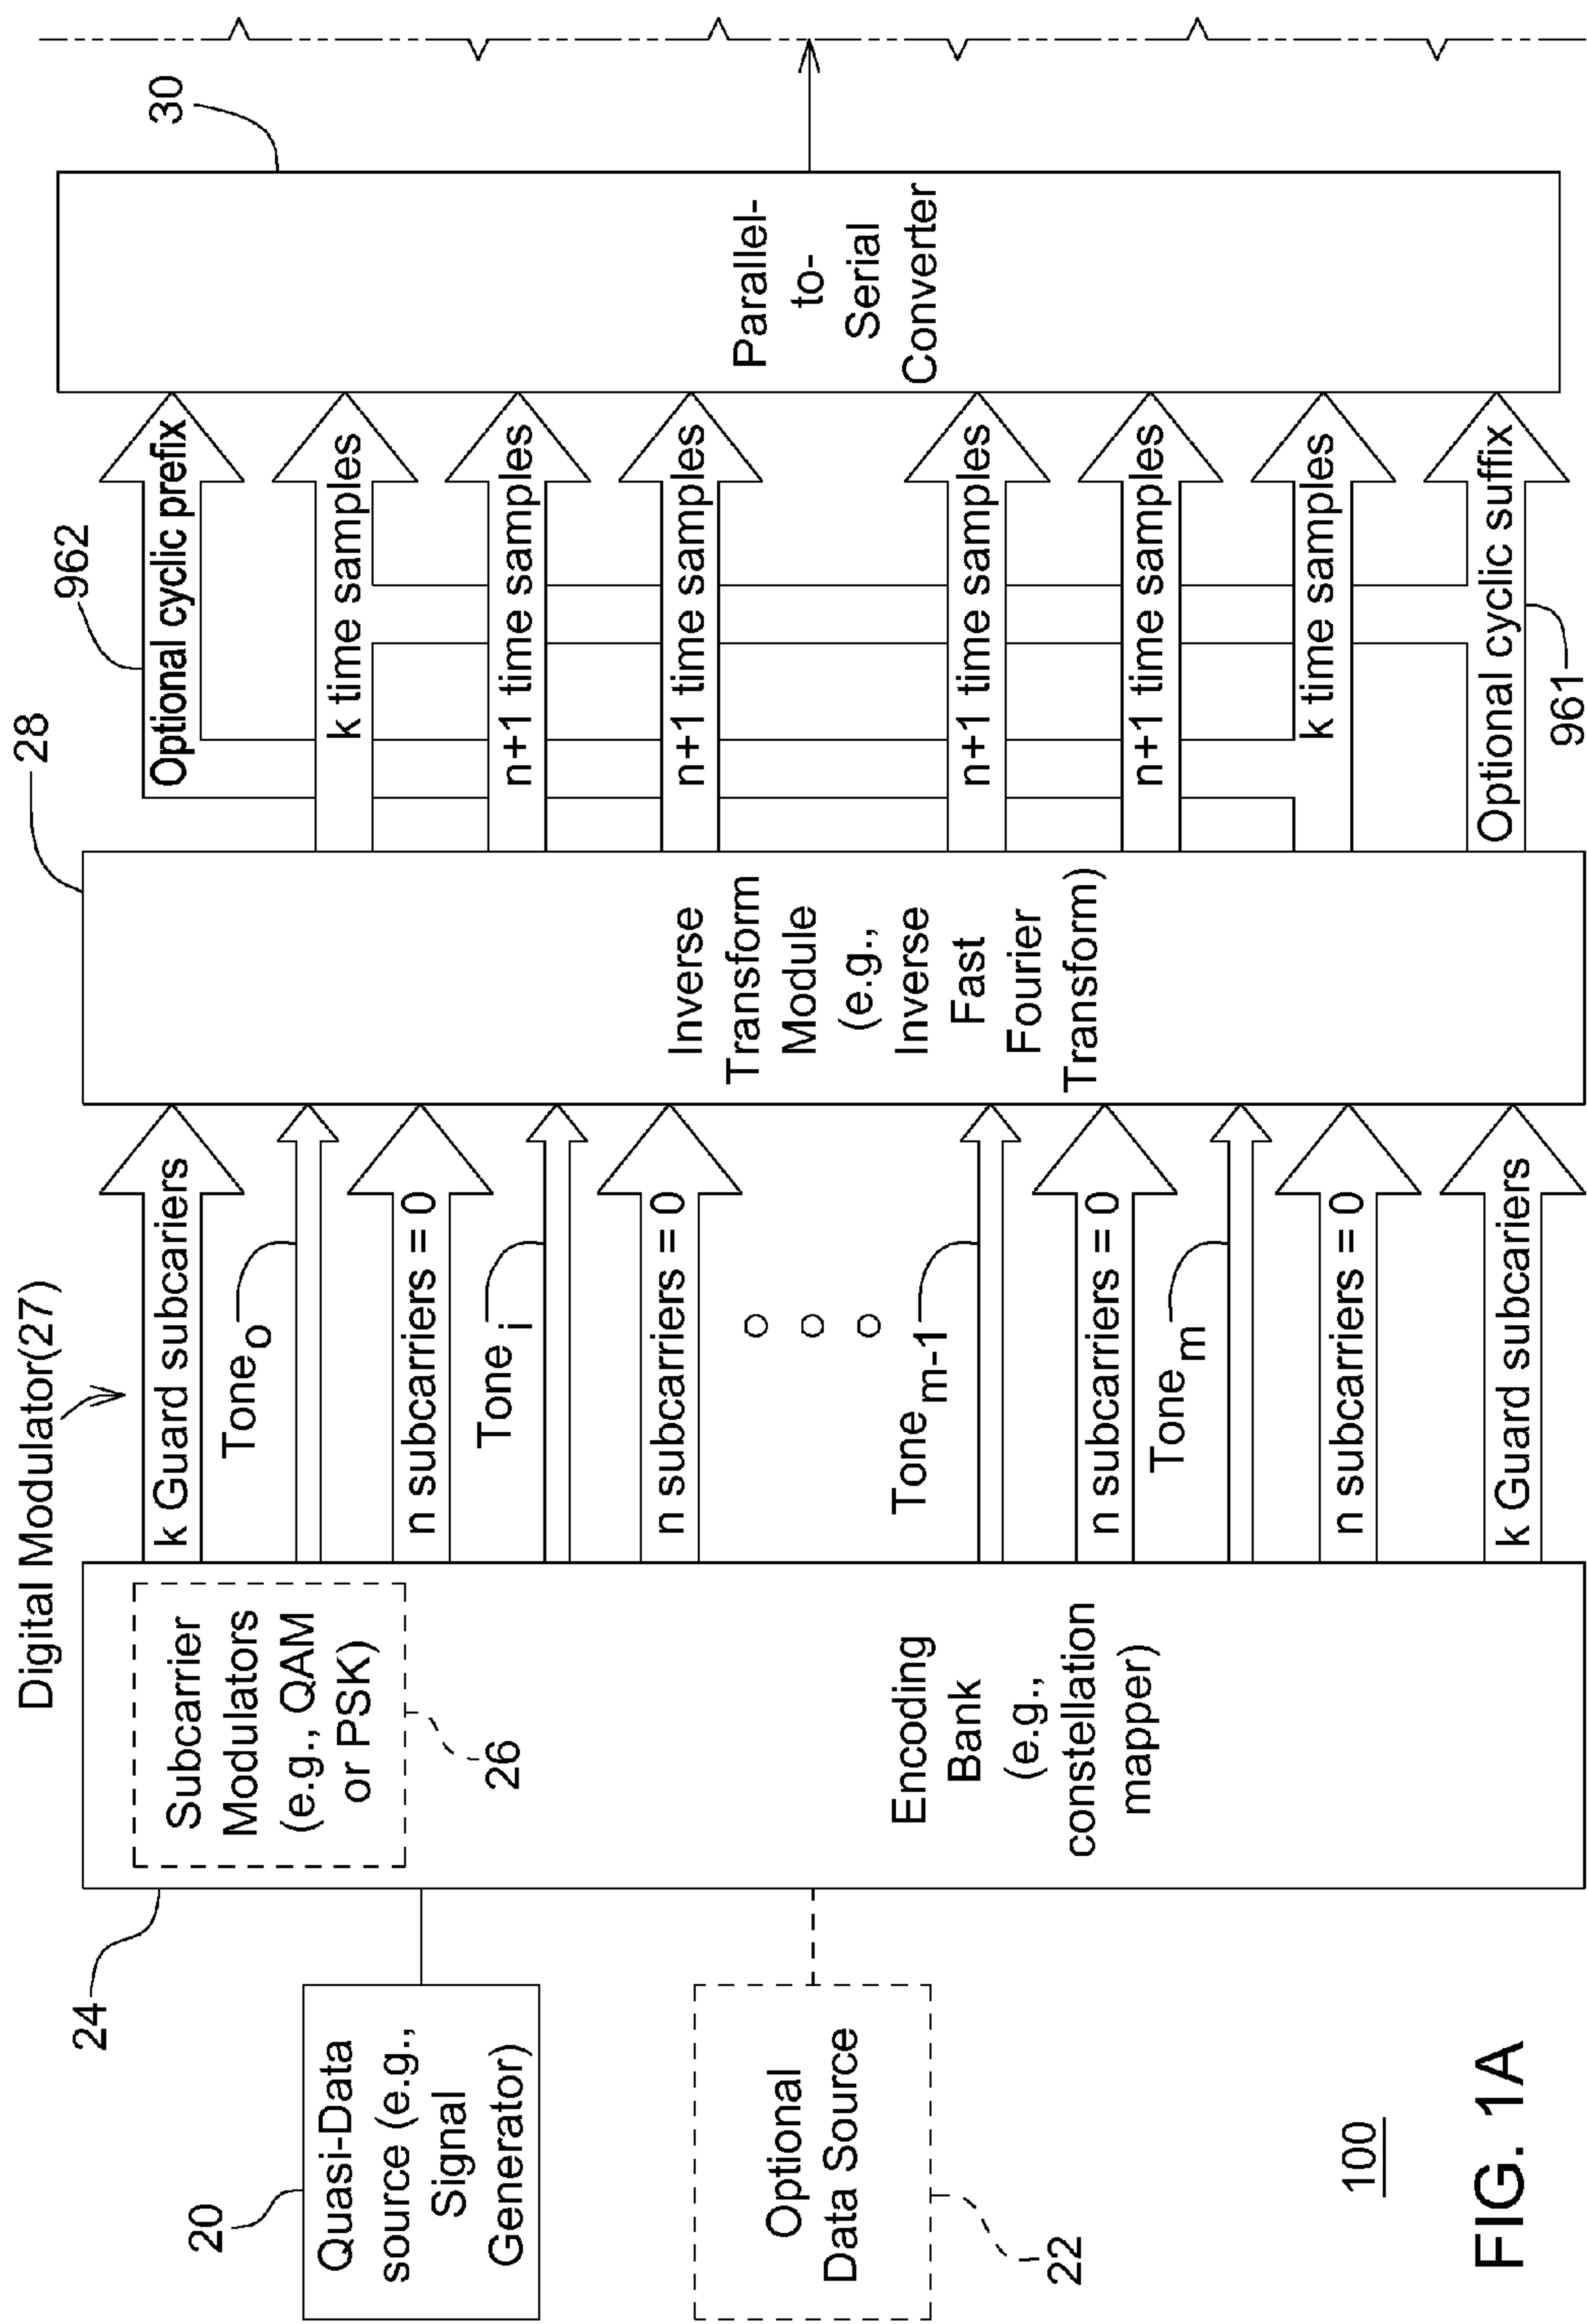 Digital Modulator(27)
28
962
30
24
Subcarrier
Modulators
(e.g., QAM
or PSK)
26
Encoding
Bank
(e.g.,
constellation
mapper)
20
Quasi-Data
source (e.g.,
Signal
Generator)
Optional
Data Source
22
k Guard subcariers
Tone o
n subcarriers = 0
Tone i
n subcarriers = 0
Tone m-1
n subcarriers = 0
Tone m
n subcarriers = 0
k Guard subcariers
Inverse
Transform
Module
(e.g.,
Inverse
Fast
Fourier
Transform)
Optional cyclic prefix
k time samples
n+1 time samples
n+1 time samples
n+1 time samples
n+1 time samples
k time samples
Optional cyclic suffix
961
Parallel-
to-
Serial
Converter
100
FIG. 1A